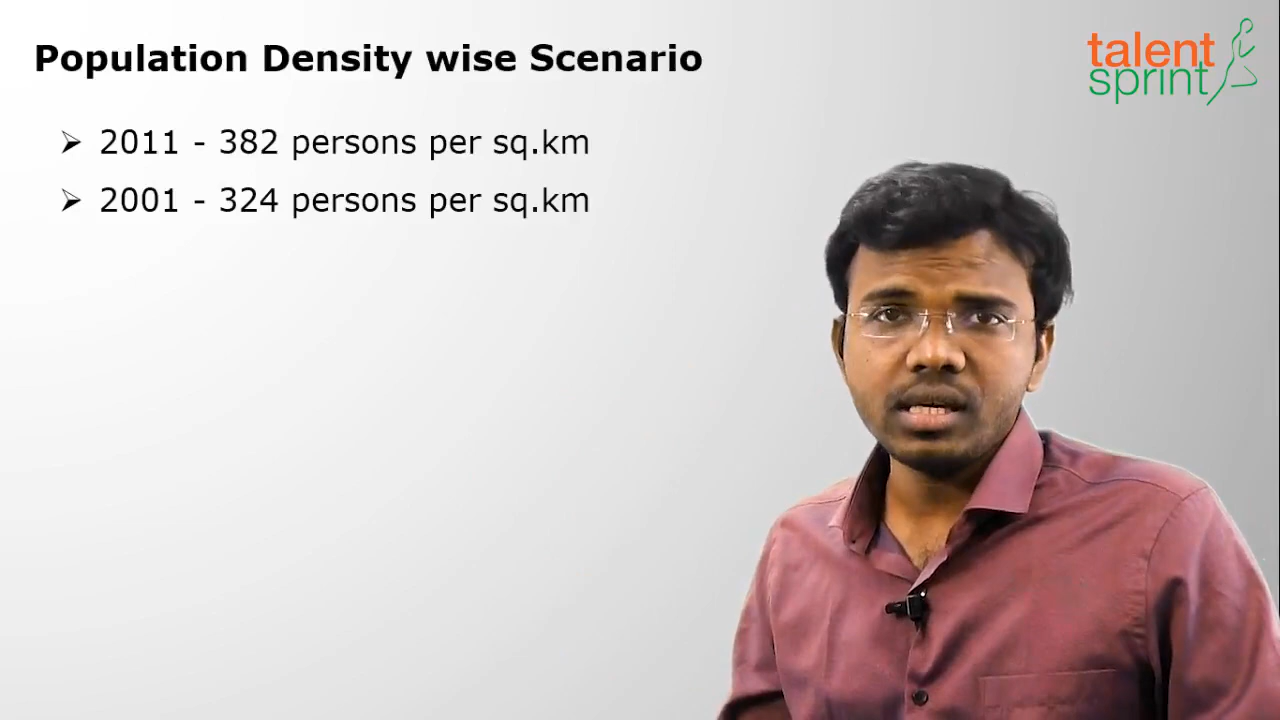 Population Density wise Scenario
talent
sprint
2011 - 382 persons per sq.km
2001 - 324 persons per sq.km